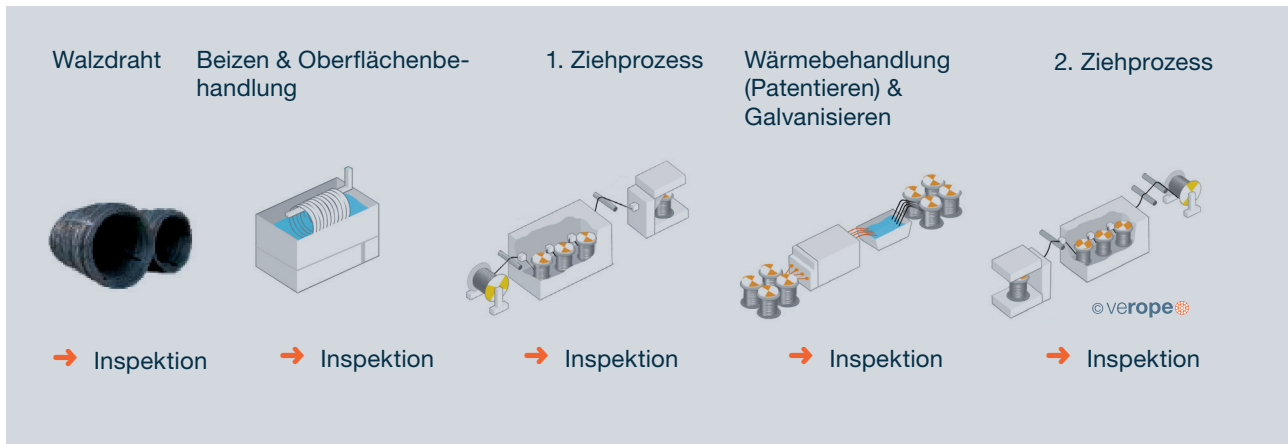 Walzdraht
Beizen & Oberflächenbe-
handlung
1. Ziehprozess
Wärmebehandlung
(Patentieren) &
Galvanisieren
2. Ziehprozess
© verope
Inspektion
Inspektion
Inspektion
Inspektion
Inspektion